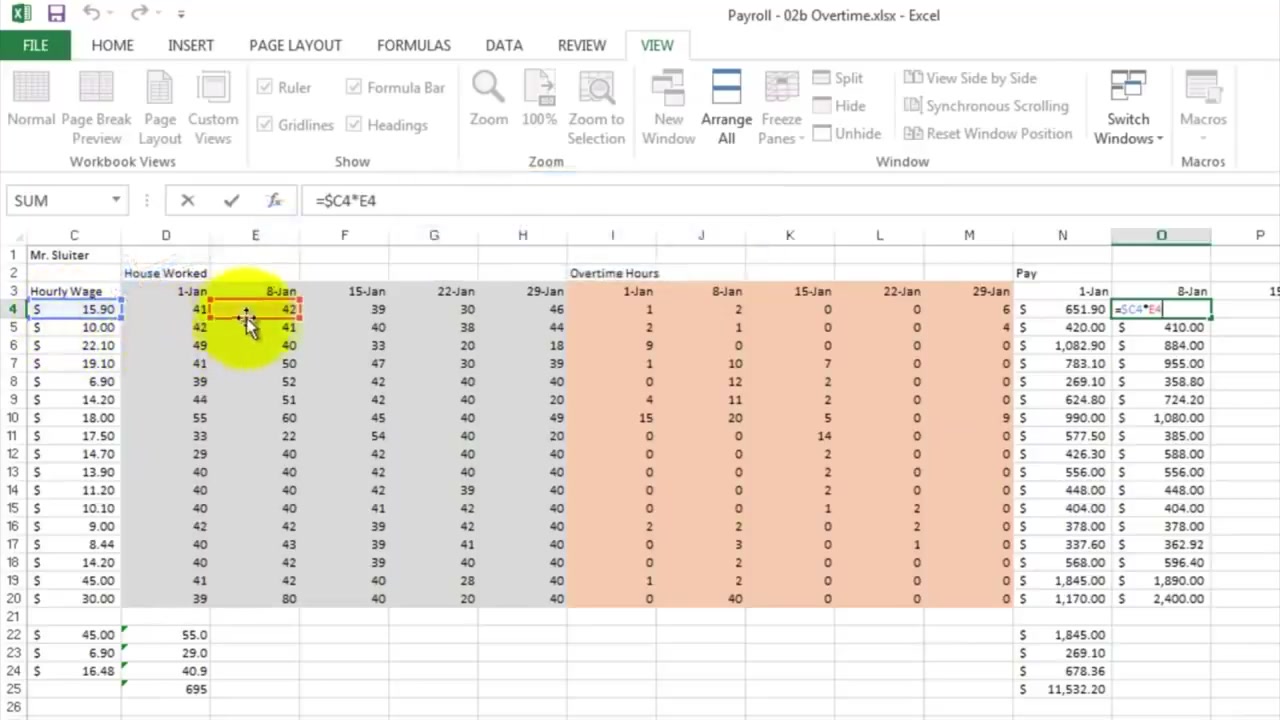 Payroll - 02b Overtime.xlsx - Excel
FILE HOME INSERT PAGE LAYOUT FORMULAS DATA REVIEW VIEW
Normal Page Break Preview Page Layout Custom Views
Ruler Formula Bar
Gridlines Headings
Zoom 100% Zoom to Selection
New Window Arrange All Freeze Panes
Split
Hide
Unhide
View Side by Side
Synchronous Scrolling
Reset Window Position
Switch Windows Macros
Workbook Views Show Zoom Window Macros
SUM fx =$C4*E4
C D E F G H I J K L M N O P
1 Mr. Sluiter
2 House Worked Overtime Hours Pay
3 Hourly Wage 1-Jan 8-Jan 15-Jan 22-Jan 29-Jan 1-Jan 8-Jan 15-Jan 22-Jan 29-Jan 1-Jan 8-Jan 15
4 $ 15.90 41 42 39 30 46 1 2 0 0 6 $ 651.90 =$C4*E4
5 $ 10.00 42 41 40 38 44 2 1 0 0 4 $ 420.00 $ 410.00
6 $ 22.10 49 40 33 20 18 9 0 0 0 0 $ 1,082.90 $ 884.00
7 $ 19.10 41 50 47 30 39 1 10 7 0 0 $ 783.10 $ 955.00
8 $ 6.90 39 52 42 40 40 0 12 2 0 0 $ 269.10 $ 358.80
9 $ 14.20 44 51 42 40 20 4 11 2 0 0 $ 624.80 $ 724.20
10 $ 18.00 55 60 45 40 49 15 20 5 0 9 $ 990.00 $ 1,080.00
11 $ 17.50 33 22 54 40 20 0 0 14 0 0 $ 577.50 $ 385.00
12 $ 14.70 29 40 42 40 40 0 0 2 0 0 $ 426.30 $ 588.00
13 $ 13.90 40 40 42 40 40 0 0 2 0 0 $ 556.00 $ 556.00
14 $ 11.20 40 40 42 39 40 0 0 2 0 0 $ 448.00 $ 448.00
15 $ 10.10 40 40 41 42 40 0 0 1 2 0 $ 404.00 $ 404.00
16 $ 9.00 42 42 39 42 40 2 2 0 2 0 $ 378.00 $ 378.00
17 $ 8.44 40 43 39 41 40 0 3 0 1 0 $ 337.60 $ 362.92
18 $ 14.20 40 42 39 40 40 0 2 0 0 0 $ 568.00 $ 596.40
19 $ 45.00 41 42 40 28 40 1 2 0 0 0 $ 1,845.00 $ 1,890.00
20 $ 30.00 39 80 40 20 40 0 40 0 0 0 $ 1,170.00 $ 2,400.00
21
22 $ 45.00 55.0 $ 1,845.00
23 $ 6.90 29.0 $ 269.10
24 $ 16.48 40.9 $ 678.36
25 695 $ 11,532.20
26